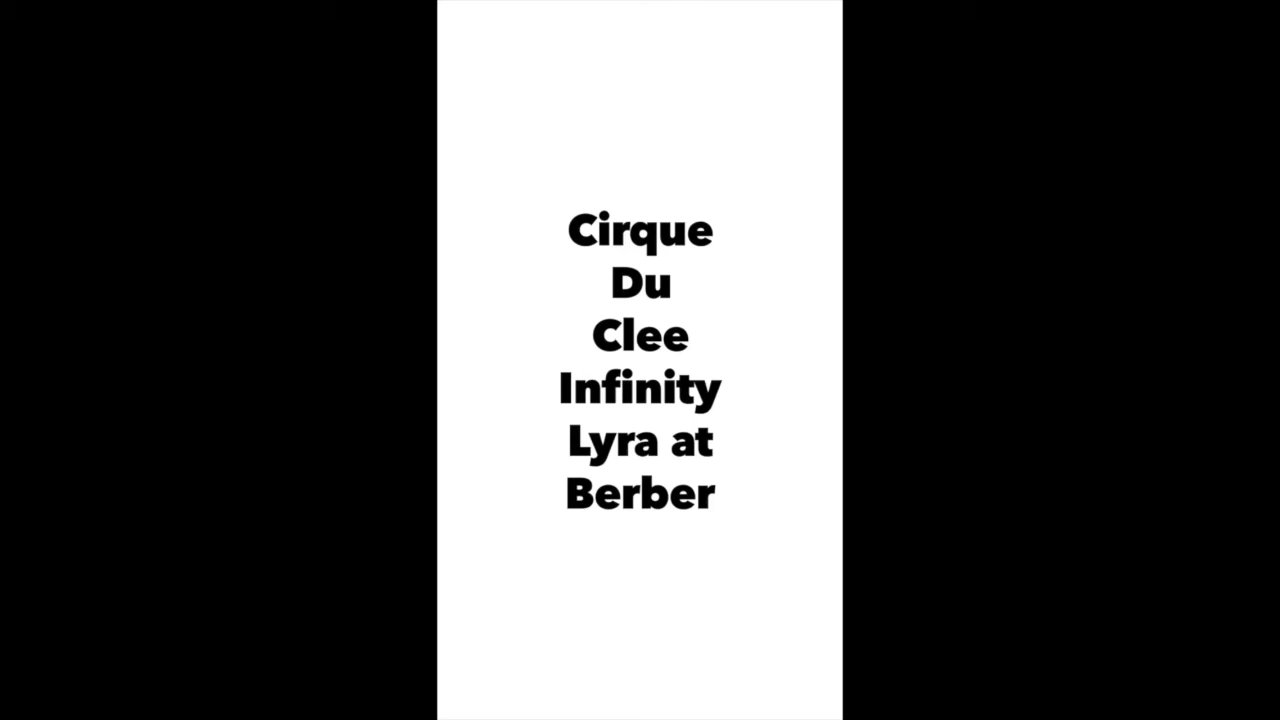 Cirque
Du
Clee
Infinity
Lyra at
Berber